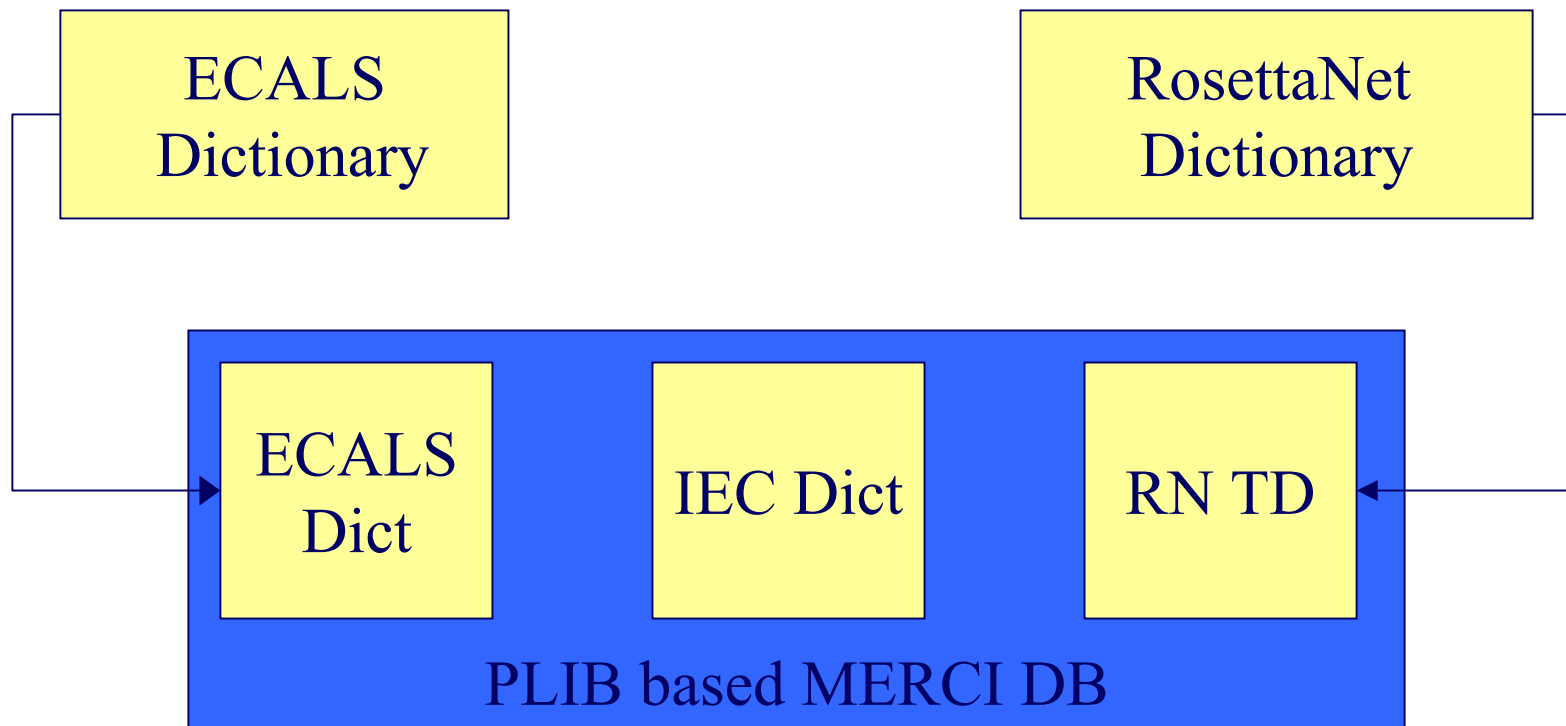 ECALS
Dictionary
RosettaNet
Dictionary
ECALS
Dict
IEC Dict
RN TD
PLIB based MERCI DB